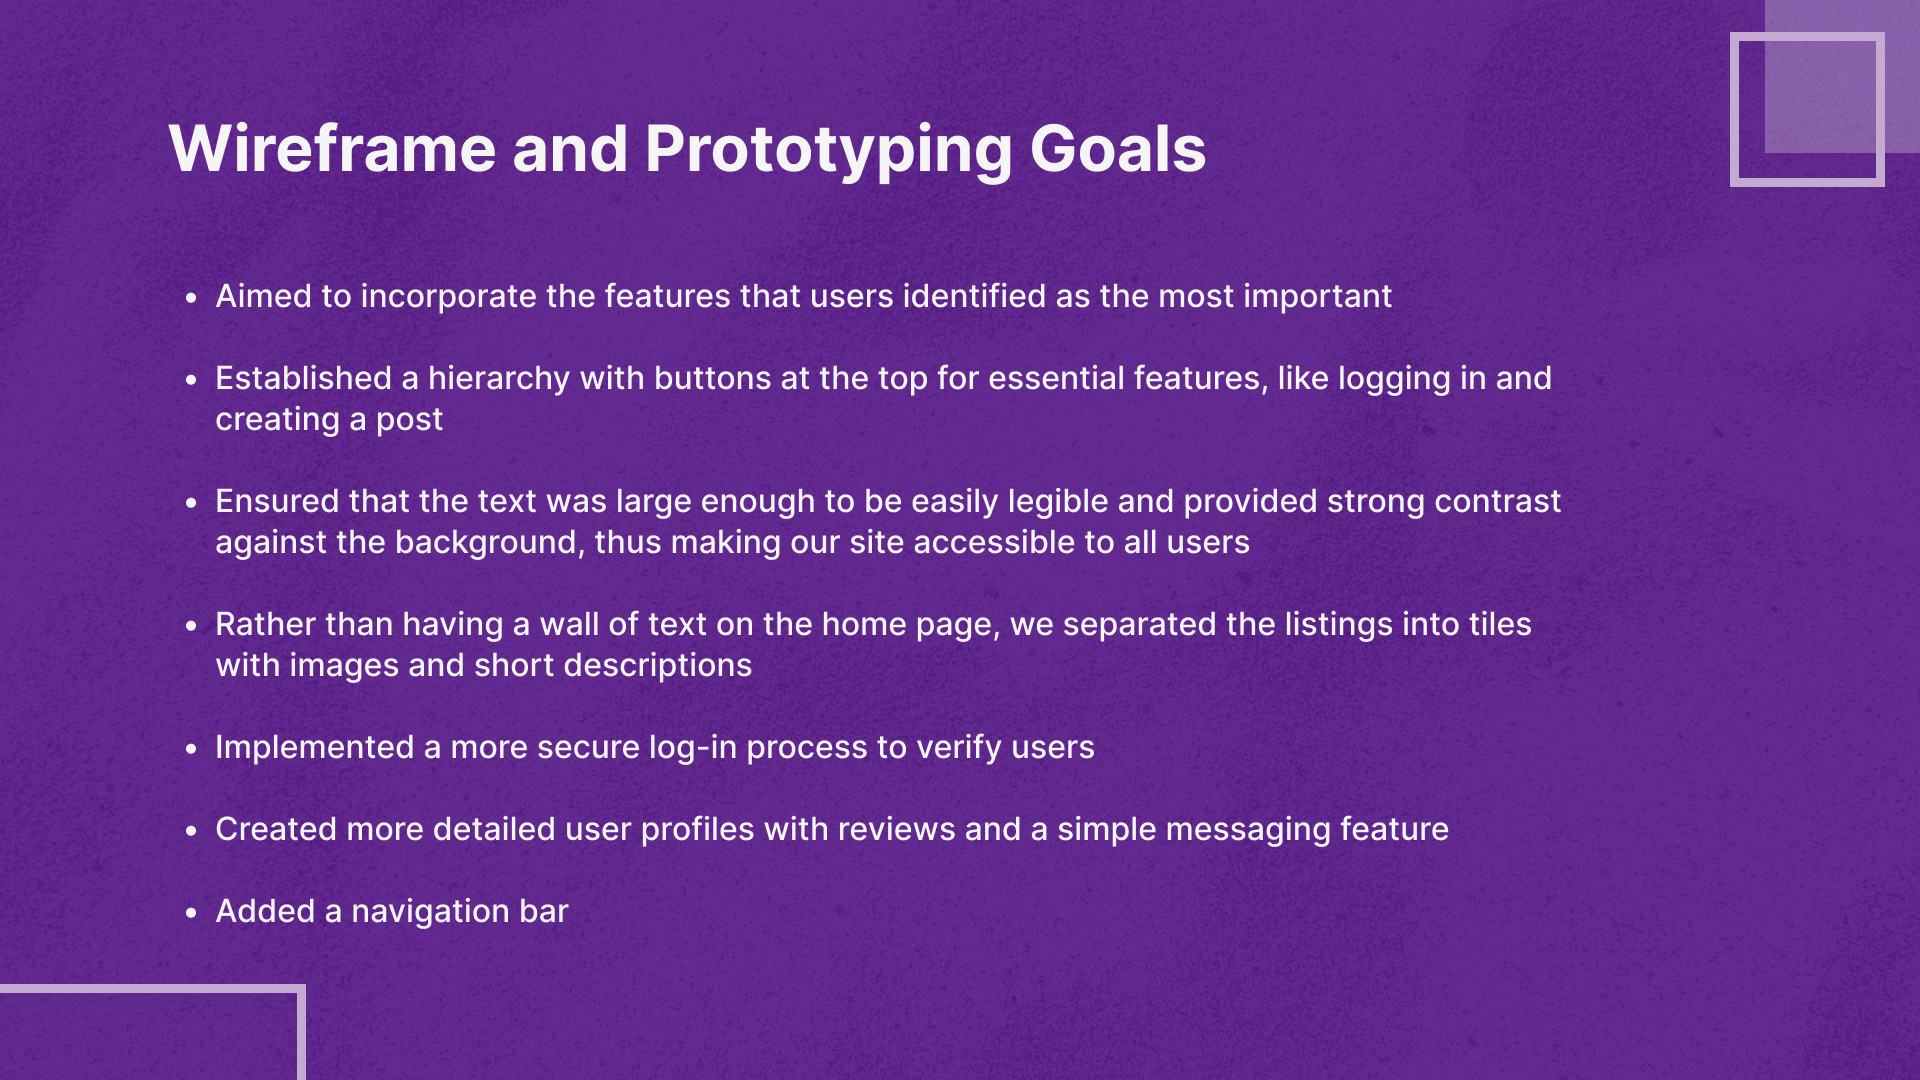 Wireframe and Prototyping Goals
• Aimed to incorporate the features that users identified as the most important
• Established a hierarchy with buttons at the top for essential features, like logging in and
creating a post
• Ensured that the text was large enough to be easily legible and provided strong contrast
against the background, thus making our site accessible to all users
• Rather than having a wall of text on the home page, we separated the listings into tiles
with images and short descriptions
• Implemented a more secure log-in process to verify users
• Created more detailed user profiles with reviews and a simple messaging feature
• Added a navigation bar